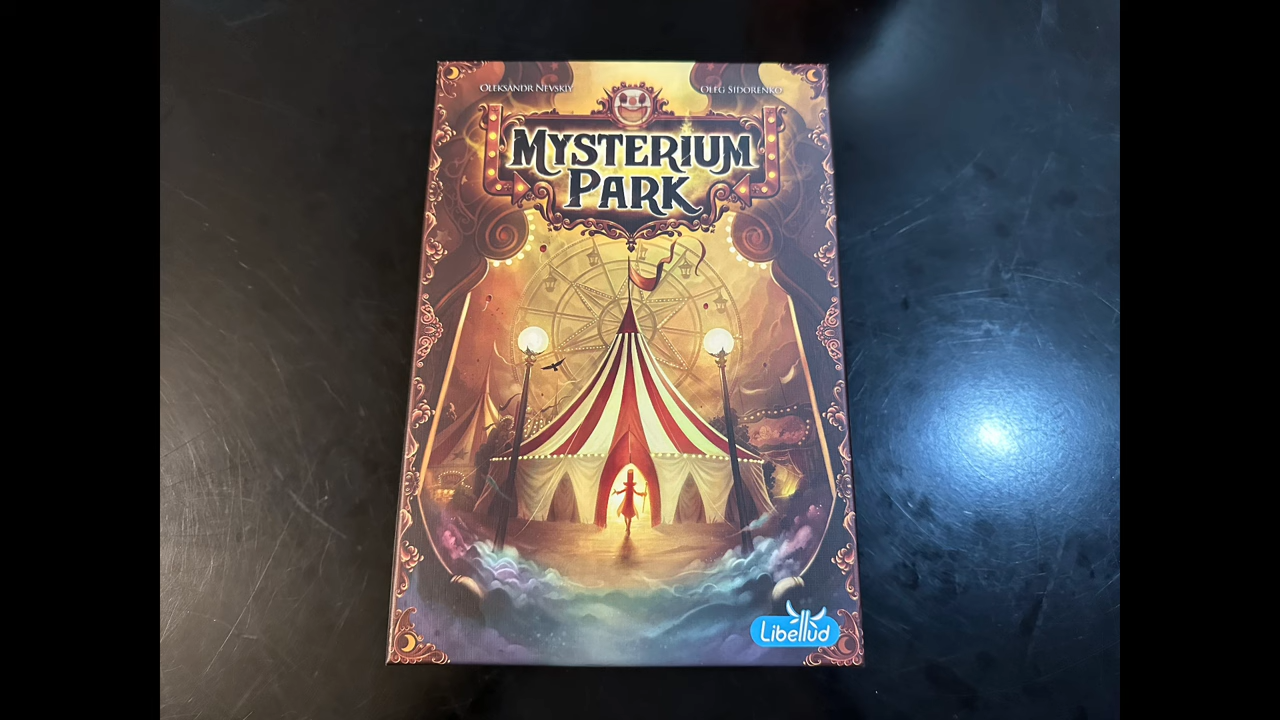 OLEKSANDR NEVSKIY
OLEG SIDORENKO
MYSTERIUM
PARK
Libellud